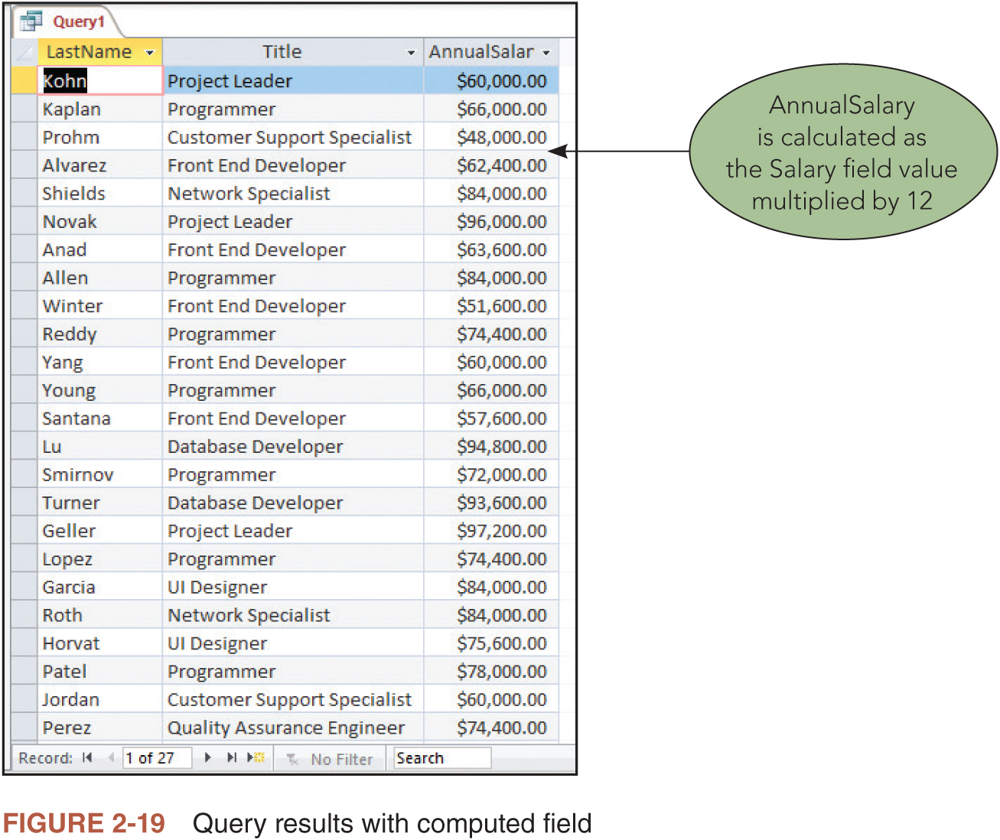 Query1
LastName Title AnnualSalar
Kohn Project Leader $60,000.00
Kaplan Programmer $66,000.00
Prohm Customer Support Specialist $48,000.00
Alvarez Front End Developer $62,400.00
Shields Network Specialist $84,000.00
Novak Project Leader $96,000.00
Anad Front End Developer $63,600.00
Allen Programmer $84,000.00
Winter Front End Developer $51,600.00
Reddy Programmer $74,400.00
Yang Front End Developer $60,000.00
Young Programmer $66,000.00
Santana Front End Developer $57,600.00
Lu Database Developer $94,800.00
Smirnov Programmer $72,000.00
Turner Database Developer $93,600.00
Geller Project Leader $97,200.00
Lopez Programmer $74,400.00
Garcia UI Designer $84,000.00
Roth Network Specialist $84,000.00
Horvat UI Designer $75,600.00
Patel Programmer $78,000.00
Jordan Customer Support Specialist $60,000.00
Perez Quality Assurance Engineer $74,400.00
Record: 1 of 27 No Filter Search
AnnualSalary
is calculated as
the Salary field value
multiplied by 12
FIGURE 2-19 Query results with computed field